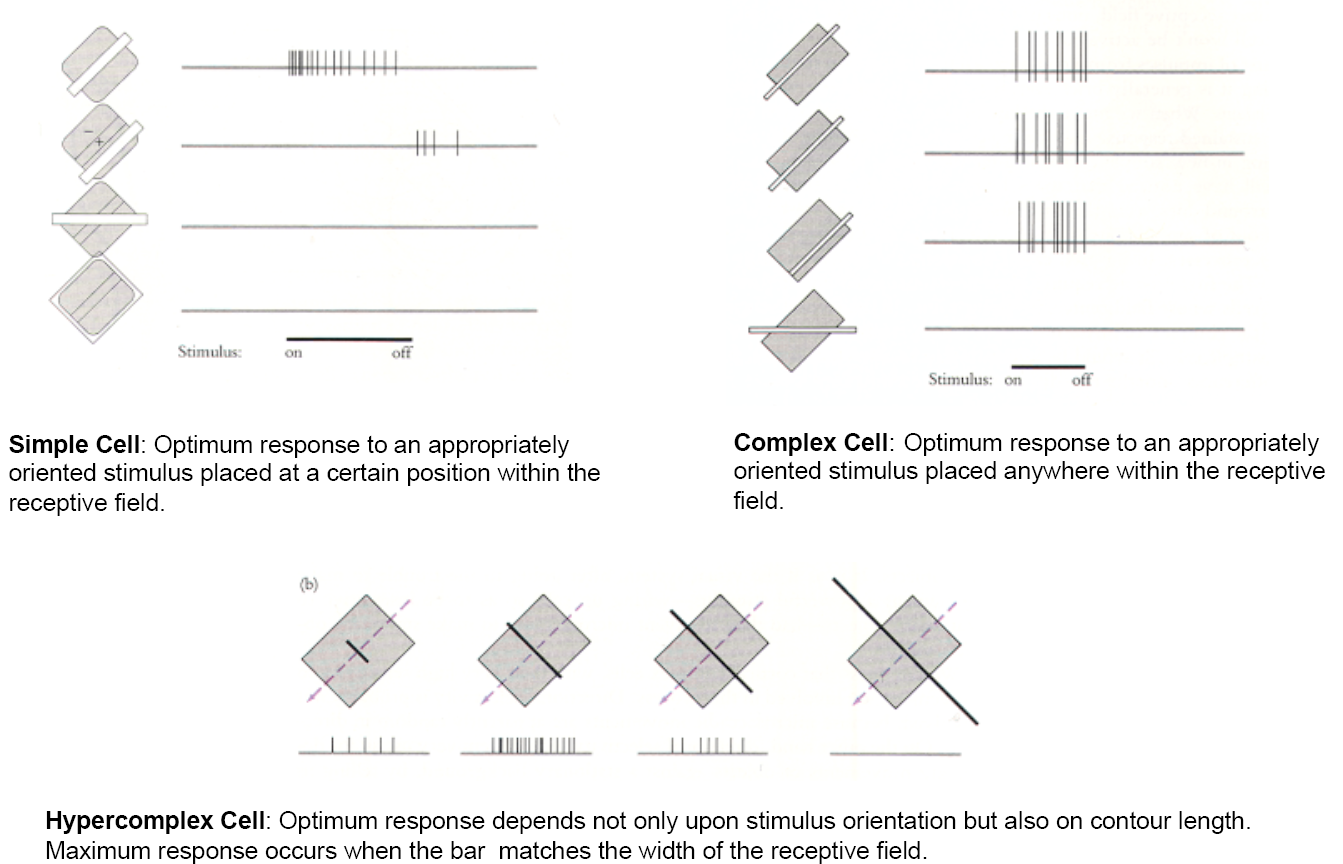 − +
Stimulus: on off
Stimulus: on off
Simple Cell: Optimum response to an appropriately
oriented stimulus placed at a certain position within the
receptive field.
Complex Cell: Optimum response to an appropriately
oriented stimulus placed anywhere within the receptive
field.
(b)
Hypercomplex Cell: Optimum response depends not only upon stimulus orientation but also on contour length.
Maximum response occurs when the bar matches the width of the receptive field.